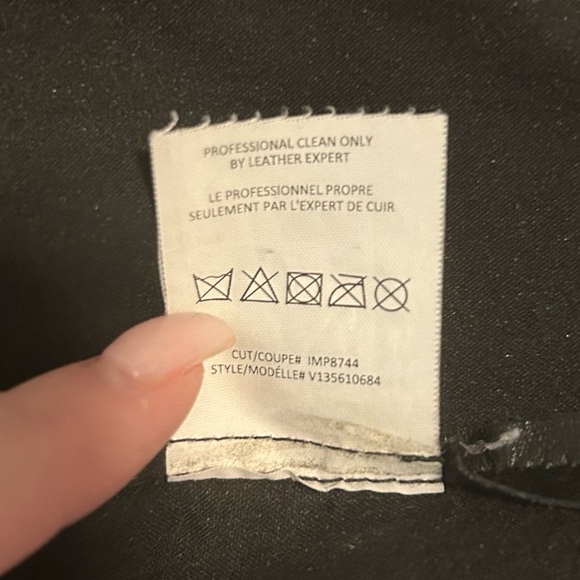 PROFESSIONAL CLEAN ONLY
BY LEATHER EXPERT
LE PROFESSIONNEL PROPRE
SEULEMENT PAR L'EXPERT DE CUIR
CUT/COUPE# IMP8744
STYLE/MODÉLLE# V135610684